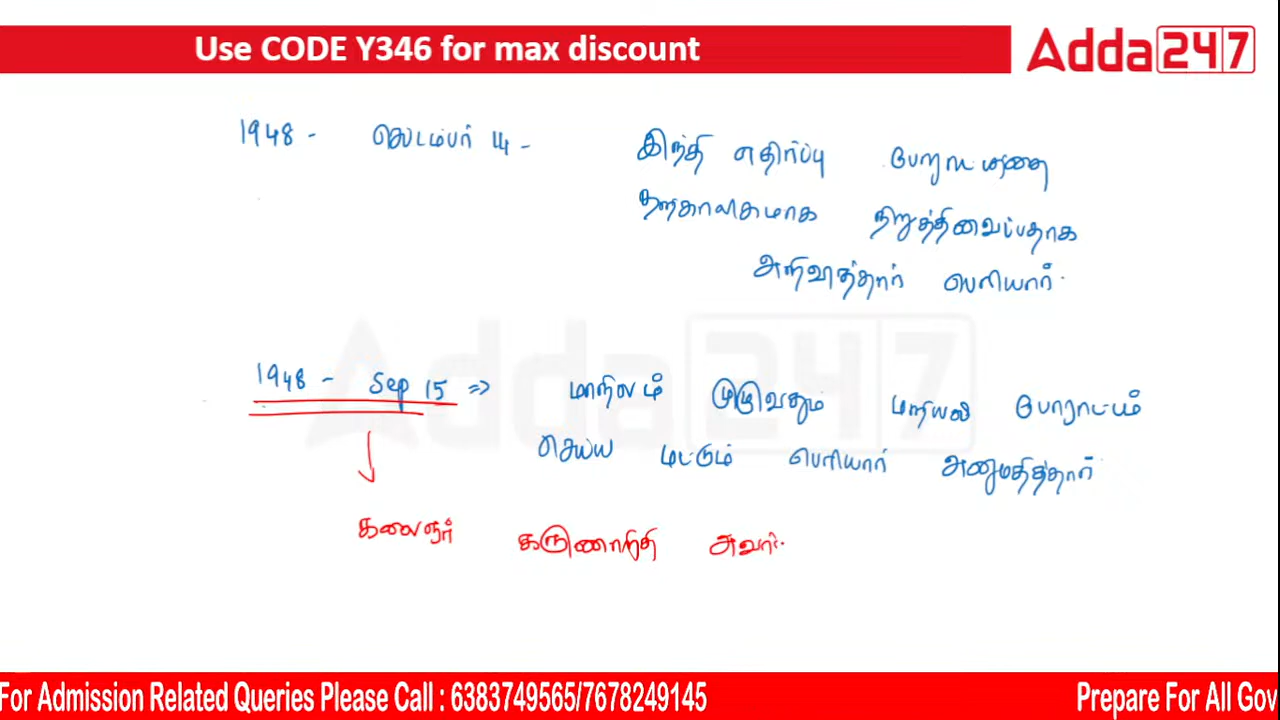 Use CODE Y346 for max discount
Adda247
1948 - செப்டம்பர் 14 - இந்தி எதிர்ப்பு போராட்டத்தை
தற்காலிகமாக நிறுத்திவைப்பதாக
அறிவித்தார் பெரியார்.
1948 - Sep 15 => மாநிலம் முழுவதும் மறியல் போராட்டம்
செய்ய மட்டும் பெரியார் அனுமதித்தார்
கலைஞர் கருணாநிதி அவர்
Adda247
For Admission Related Queries Please Call : 6383749565/7678249145
Prepare For All Gov